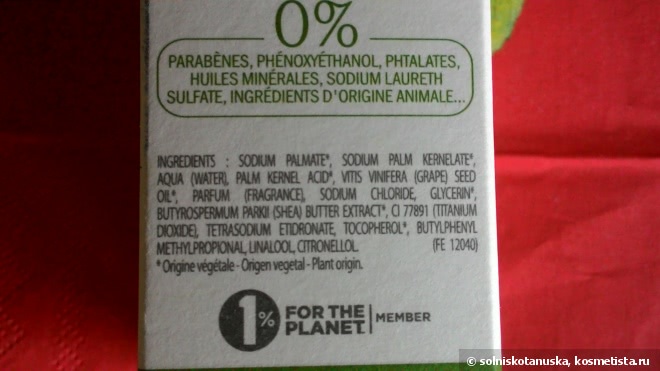 0%
PARABÈNES, PHÉNOXYÉTHANOL, PHTALATES,
HUILES MINÉRALES, SODIUM LAURETH
SULFATE, INGRÉDIENTS D'ORIGINE ANIMALE...
INGREDIENTS : SODIUM PALMATE*, SODIUM PALM KERNELATE*,
AQUA (WATER), PALM KERNEL ACID*, VITIS VINIFERA (GRAPE) SEED
OIL*, PARFUM (FRAGRANCE), SODIUM CHLORIDE, GLYCERIN*,
BUTYROSPERMUM PARKII (SHEA) BUTTER EXTRACT*, CI 77891 (TITANIUM
DIOXIDE), TETRASODIUM ETIDRONATE, TOCOPHEROL*, BUTYLPHENYL
METHYLPROPIONAL, LINALOOL, CITRONELLOL. (FE 12040)
* Origine végétale - Origen vegetal - Plant origin.
1% FOR THE
PLANET. MEMBER
© solniskotanuska, kosmetista.ru